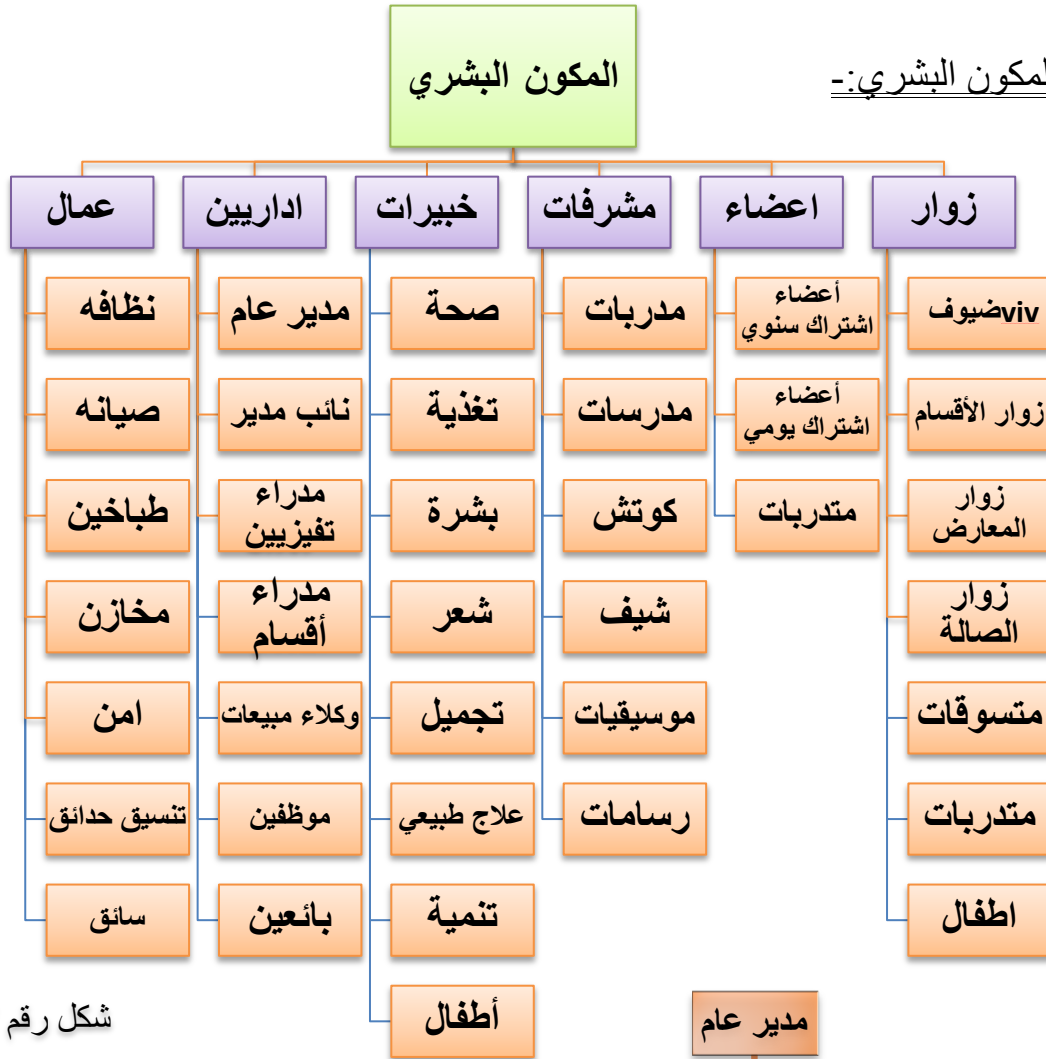 لمكون البشري:-
المكون البشري
زوار
اعضاء
مشرفات
خبيرات
اداريين
عمال
vivضيوف
زوار الأقسام
زوار
المعارض
زوار
الصالة
متسوقات
متدربات
اطفال
أعضاء
اشتراك سنوي
أعضاء
اشتراك يومي
متدربات
مدربات
مدرسات
كوتش
شيف
موسيقيات
رسامات
صحة
تغذية
بشرة
شعر
تجميل
علاج طبيعي
تنمية
أطفال
مدير عام
نائب مدير
مدراء
تفيزيين
مدراء
أقسام
وكلاء مبيعات
موظفين
بائعين
نظافه
صيانه
طباخين
مخازن
امن
تنسيق حدائق
سائق
شكل رقم
مدير عام